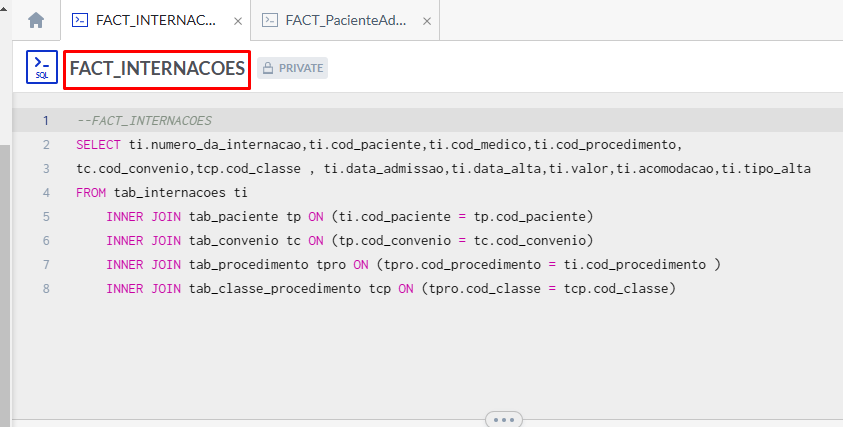 FACT_INTERNAC... ×
FACT_PacienteAd... ×
>_ SQL
FACT_INTERNACOES
PRIVATE
1 --FACT_INTERNACOES
2 SELECT ti.numero_da_internacao,ti.cod_paciente,ti.cod_medico,ti.cod_procedimento,
3 tc.cod_convenio,tcp.cod_classe , ti.data_admissao,ti.data_alta,ti.valor,ti.acomodacao,ti.tipo_alta
4 FROM tab_internacoes ti
5 INNER JOIN tab_paciente tp ON (ti.cod_paciente = tp.cod_paciente)
6 INNER JOIN tab_convenio tc ON (tp.cod_convenio = tc.cod_convenio)
7 INNER JOIN tab_procedimento tpro ON (tpro.cod_procedimento = ti.cod_procedimento )
8 INNER JOIN tab_classe_procedimento tcp ON (tpro.cod_classe = tcp.cod_classe)